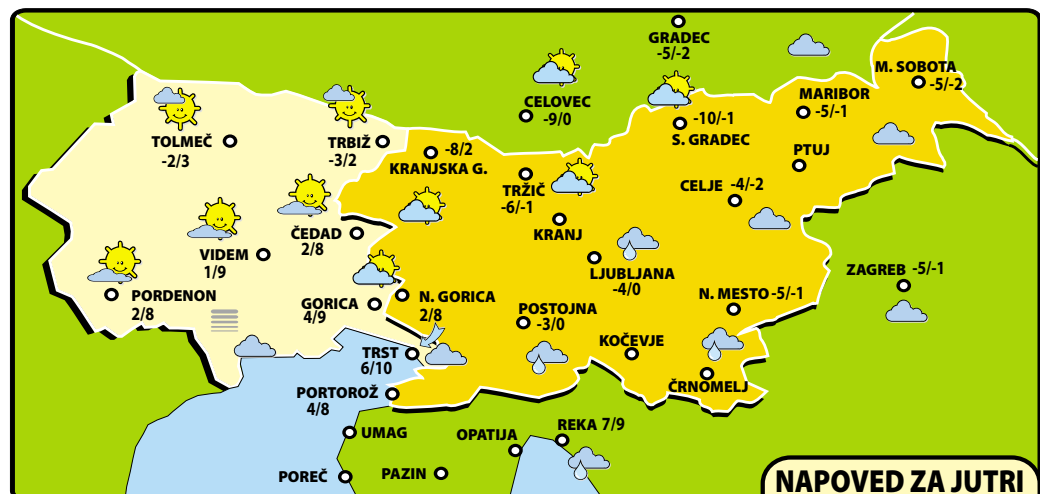 GRADEC
-5/-2
M. SOBOTA
-5/-2
CELOVEC
-9/0
MARIBOR
-5/-1
-10/-1
S. GRADEC
TOLMEČ
-2/3
TRBIŽ
-3/2
-8/2
KRANJSKA G.
PTUJ
TRŽIČ
-6/-1
CELJE -4/-2
KRANJ
ČEDAD
2/8
VIDEM
1/9
LJUBLJANA
-4/0
ZAGREB -5/-1
PORDENON
2/8
GORICA
4/9
N. GORICA
2/8
N. MESTO -5/-1
POSTOJNA
-3/0
KOČEVJE
TRST
6/10
ČRNOMELJ
PORTOROŽ
4/8
UMAG
OPATIJA
REKA 7/9
POREČ
PAZIN
NAPOVED ZA JUTRI